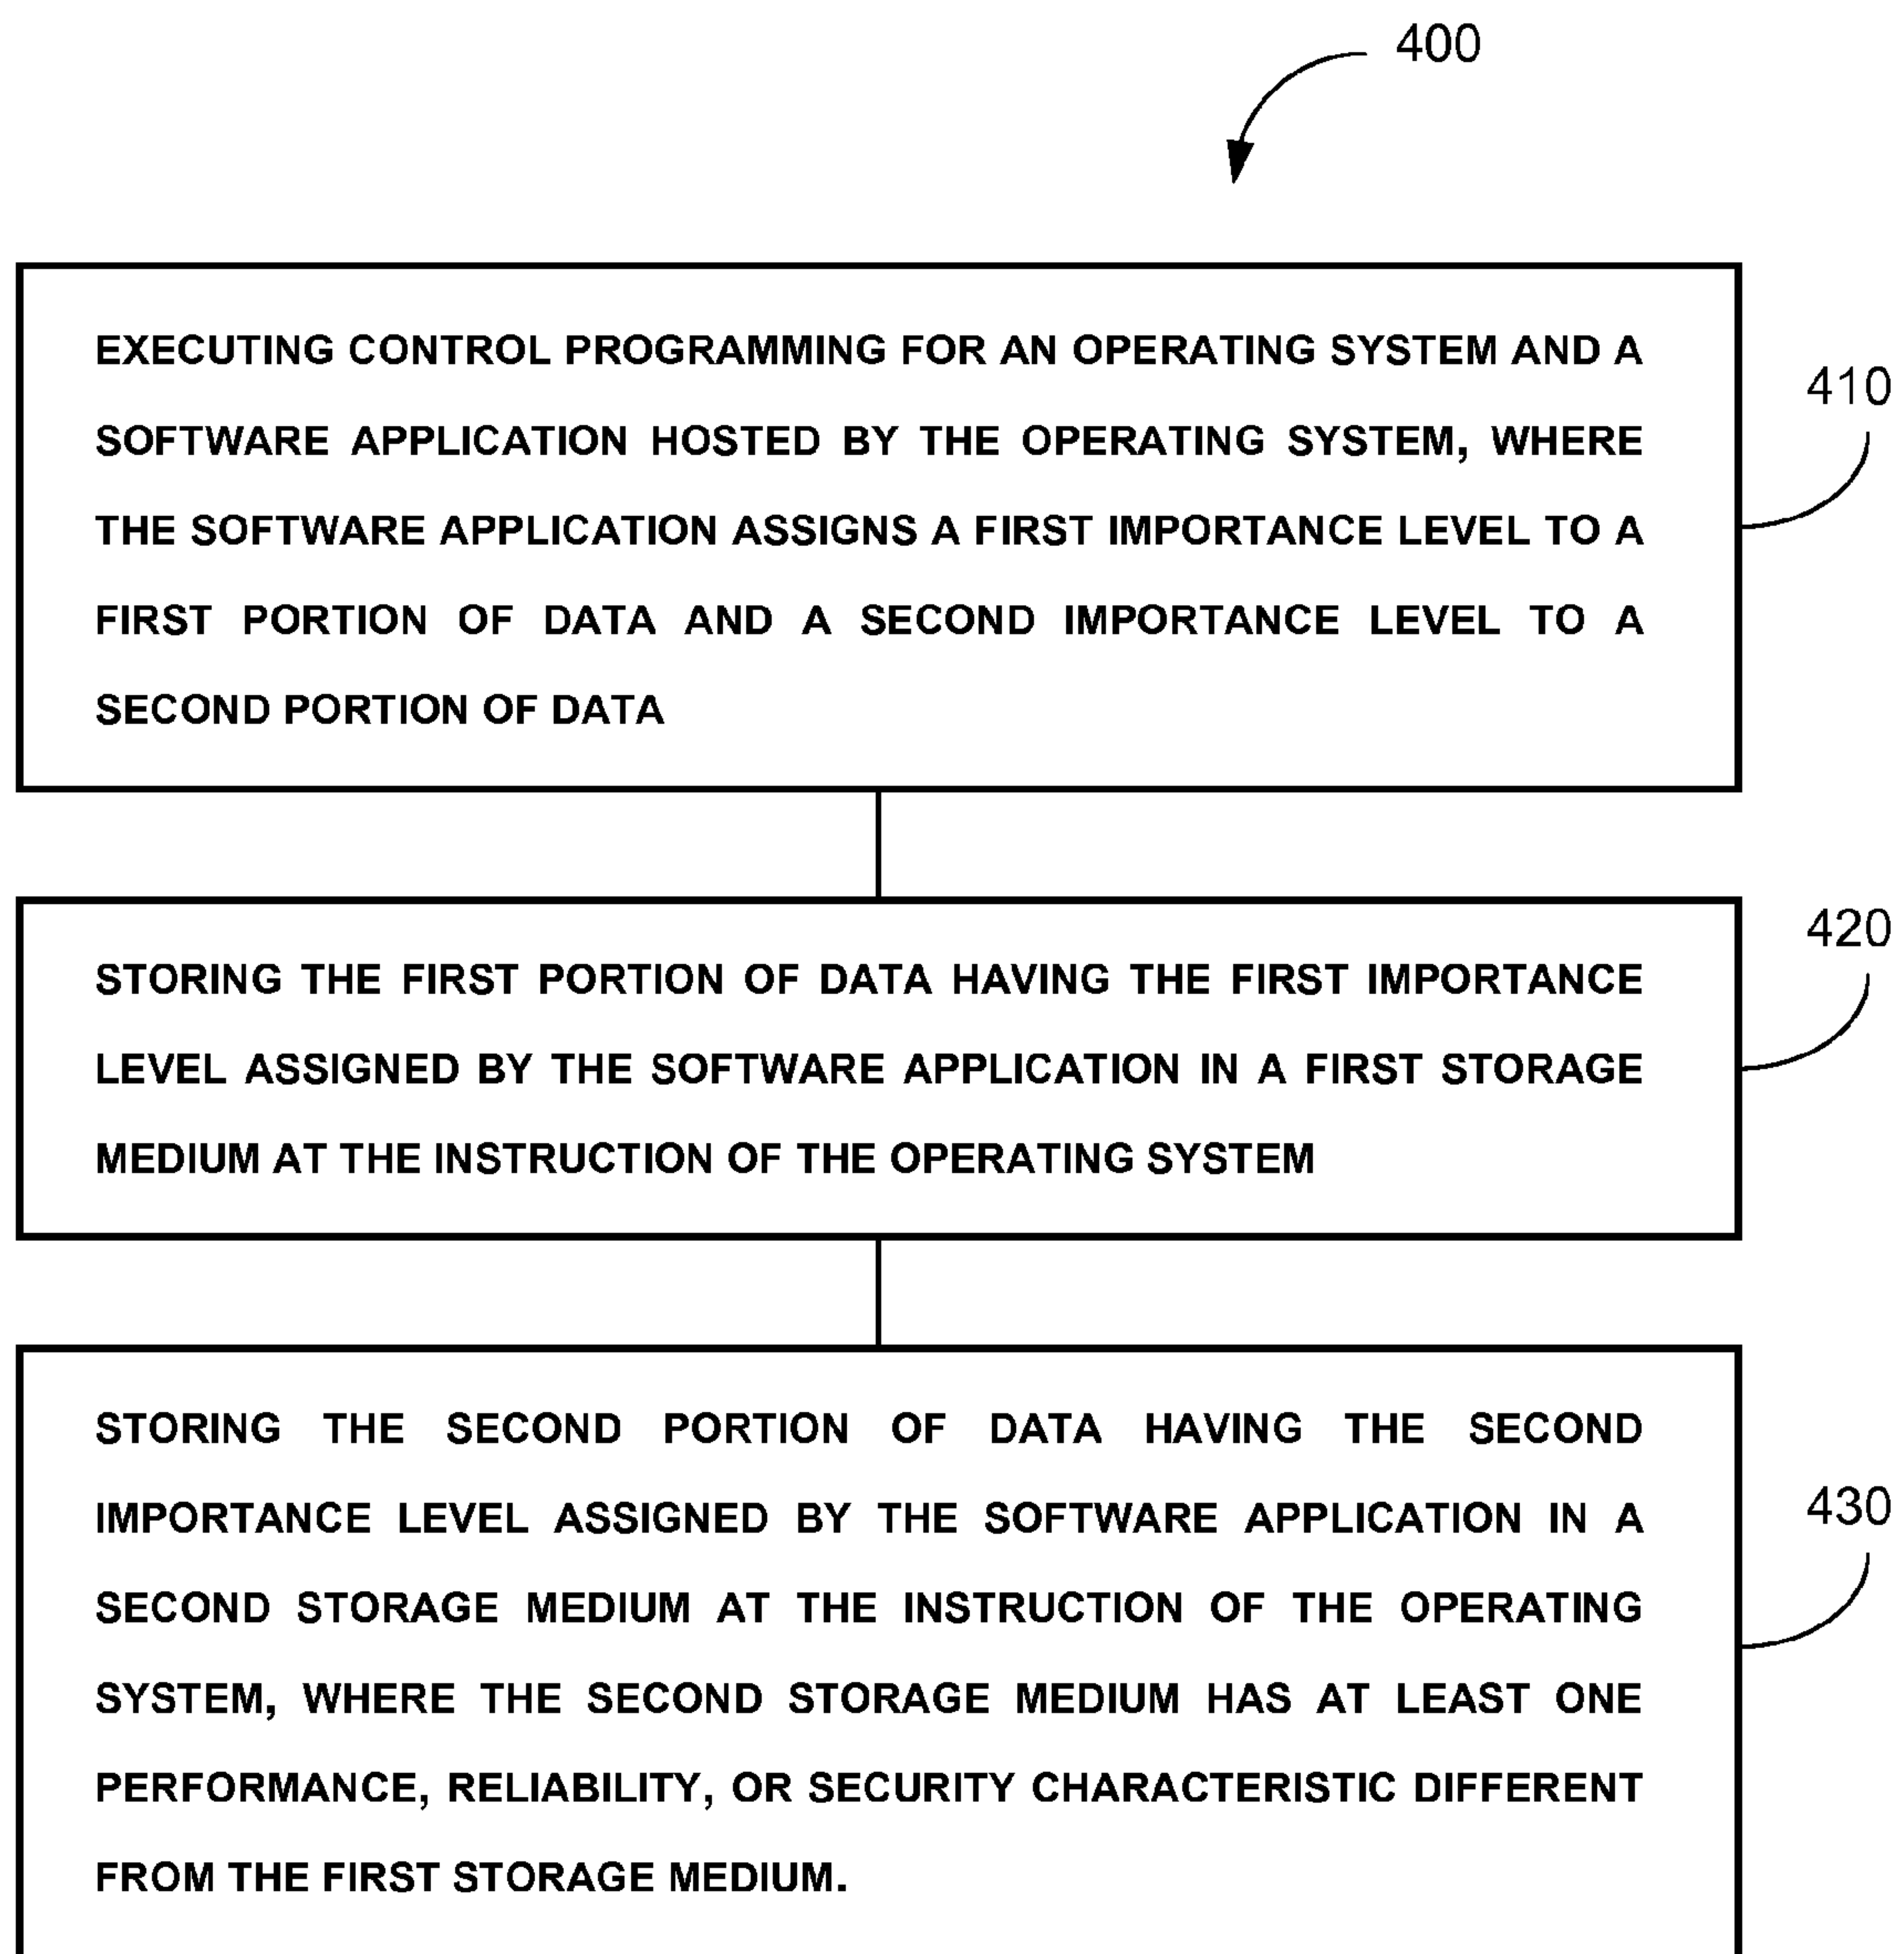 400
EXECUTING CONTROL PROGRAMMING FOR AN OPERATING SYSTEM AND A
SOFTWARE APPLICATION HOSTED BY THE OPERATING SYSTEM, WHERE
THE SOFTWARE APPLICATION ASSIGNS A FIRST IMPORTANCE LEVEL TO A
FIRST PORTION OF DATA AND A SECOND IMPORTANCE LEVEL TO A
SECOND PORTION OF DATA
410
STORING THE FIRST PORTION OF DATA HAVING THE FIRST IMPORTANCE
LEVEL ASSIGNED BY THE SOFTWARE APPLICATION IN A FIRST STORAGE
MEDIUM AT THE INSTRUCTION OF THE OPERATING SYSTEM
420
STORING THE SECOND PORTION OF DATA HAVING THE SECOND
IMPORTANCE LEVEL ASSIGNED BY THE SOFTWARE APPLICATION IN A
SECOND STORAGE MEDIUM AT THE INSTRUCTION OF THE OPERATING
SYSTEM, WHERE THE SECOND STORAGE MEDIUM HAS AT LEAST ONE
PERFORMANCE, RELIABILITY, OR SECURITY CHARACTERISTIC DIFFERENT
FROM THE FIRST STORAGE MEDIUM.
430